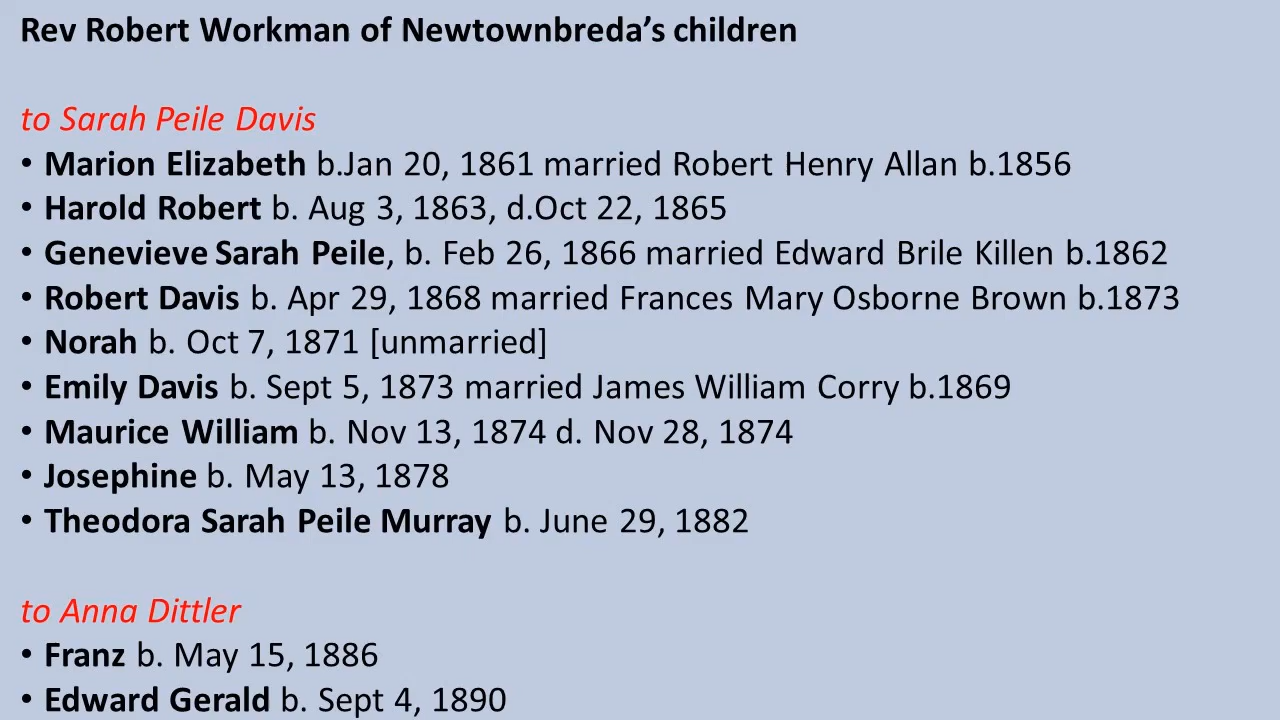 Rev Robert Workman of Newtownbreda’s children
to Sarah Peile Davis
• Marion Elizabeth b.Jan 20, 1861 married Robert Henry Allan b.1856
• Harold Robert b. Aug 3, 1863, d.Oct 22, 1865
• Genevieve Sarah Peile, b. Feb 26, 1866 married Edward Brile Killen b.1862
• Robert Davis b. Apr 29, 1868 married Frances Mary Osborne Brown b.1873
• Norah b. Oct 7, 1871 [unmarried]
• Emily Davis b. Sept 5, 1873 married James William Corry b.1869
• Maurice William b. Nov 13, 1874 d. Nov 28, 1874
• Josephine b. May 13, 1878
• Theodora Sarah Peile Murray b. June 29, 1882
to Anna Dittler
• Franz b. May 15, 1886
• Edward Gerald b. Sept 4, 1890